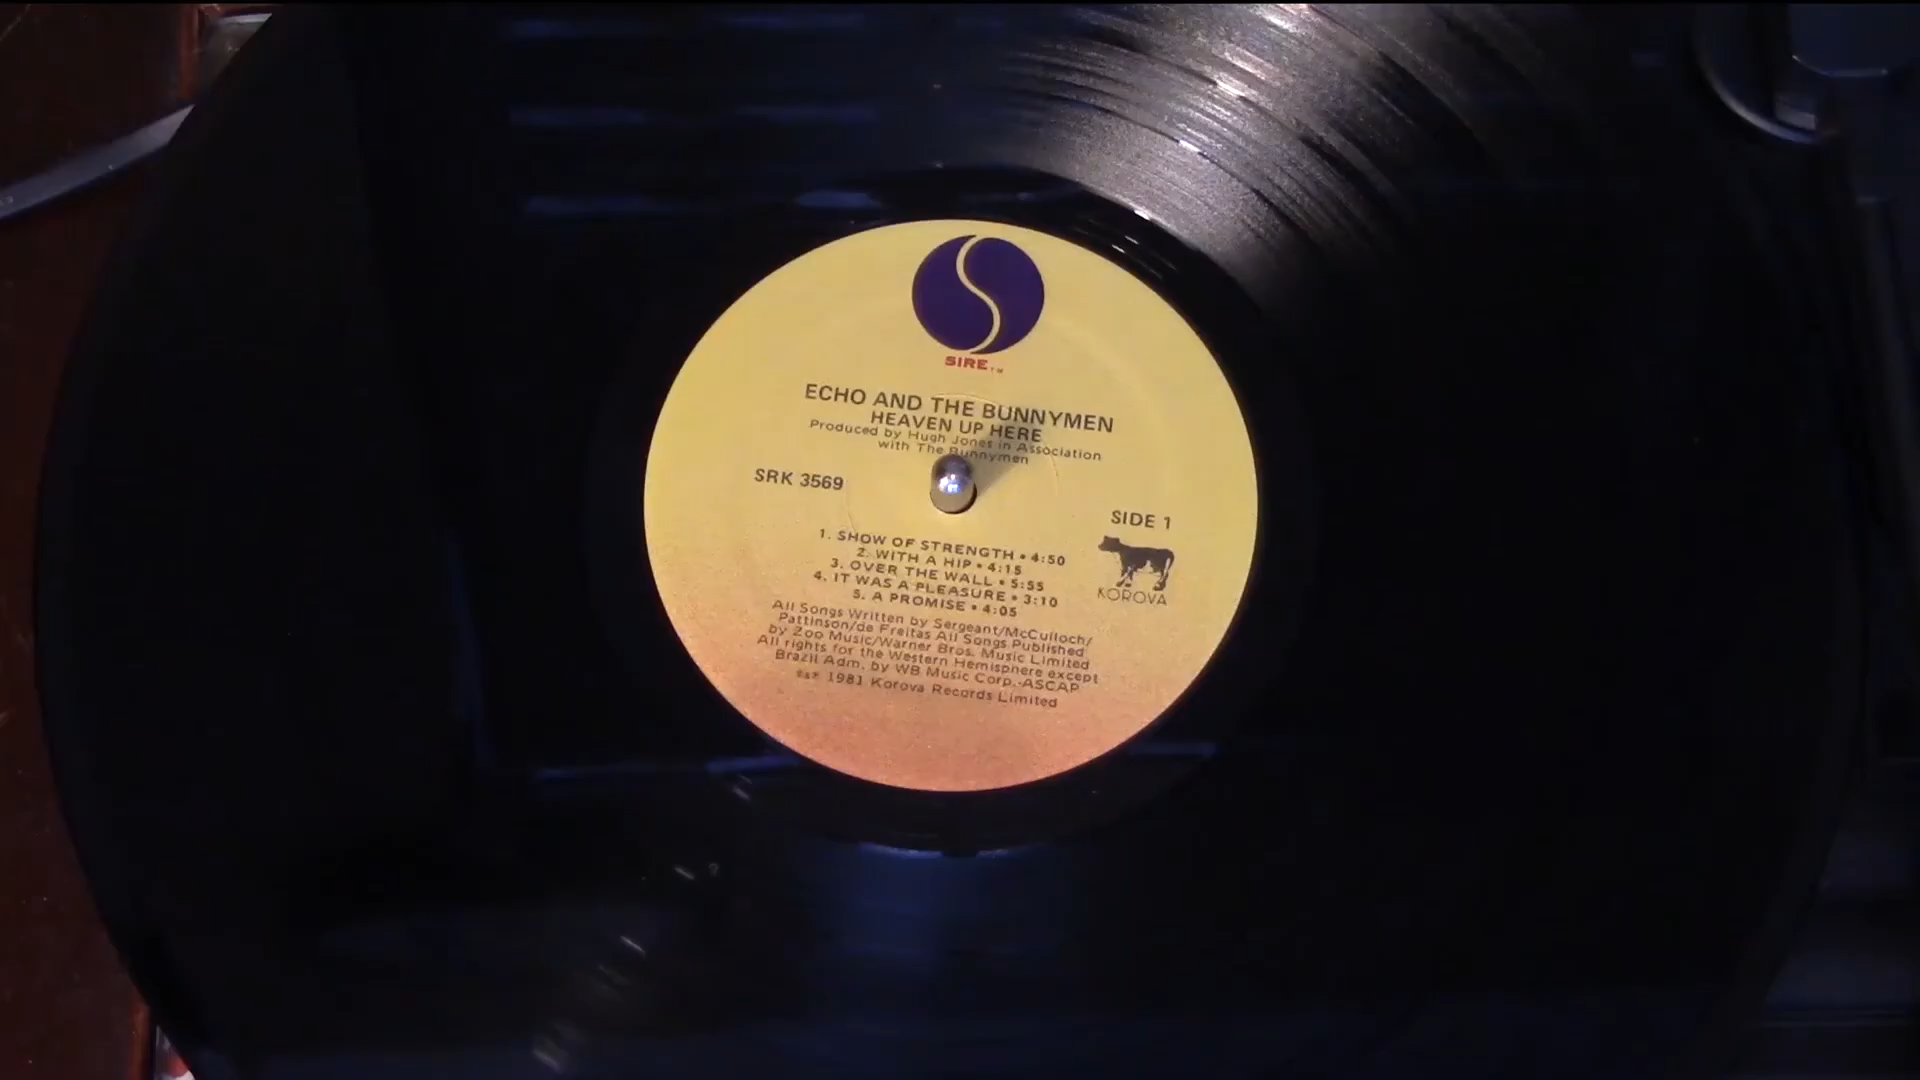 SIRE™
ECHO AND THE BUNNYMEN
HEAVEN UP HERE
Produced by Hugh Jones in Association
with The Bunnymen
SRK 3569
SIDE 1
1. SHOW OF STRENGTH • 4:50
2. WITH A HIP • 4:15
3. OVER THE WALL • 5:55
4. IT WAS A PLEASURE • 3:10
5. A PROMISE • 4:05
KOROVA
All Songs Written by Sergeant/McCulloch/
Pattinson/de Freitas All Songs Published
by Zoo Music/Warner Bros. Music Limited
All rights for the Western Hemisphere except
Brazil Adm. by WB Music Corp.-ASCAP
1981 Korova Records Limited